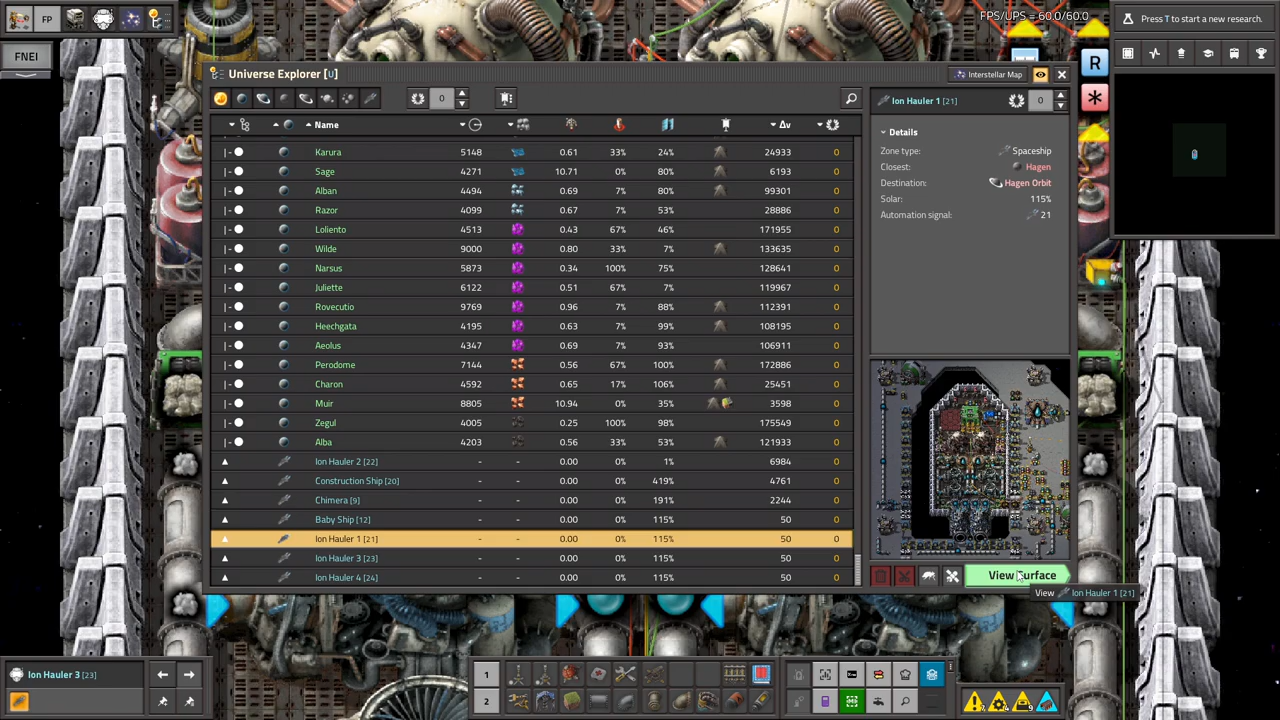 FP
FPS/UPS = 60.0/60.0
Press T to start a new research.
FNEI
R
Universe Explorer [U]
Interstellar Map
0
Ion Hauler 1 [21]
0
Name
Δv
Details
Karura 5148 0.61 33% 24% 24933 0
Zone type: Spaceship
Sage 4271 10.71 0% 80% 6193 0
Closest: Hagen
Alban 4494 0.69 7% 80% 99301 0
Destination: Hagen Orbit
Razor 4099 0.67 7% 53% 28886 0
Solar: 115%
Automation signal: 21
Loliento 4513 0.43 67% 46% 171955 0
Wilde 9000 0.80 33% 7% 133635 0
Narsus 5873 0.34 100% 75% 128641 0
Juliette 6122 0.51 67% 7% 119967 0
Rovecutio 9769 0.96 7% 88% 112391 0
Heechgata 4195 0.63 7% 99% 108195 0
Aeolus 4347 0.69 7% 93% 106911 0
Perodome 7144 0.56 67% 100% 172886 0
Charon 4592 0.65 17% 106% 25451 0
Muir 8805 10.94 0% 35% 3598 0
Zegul 4005 0.25 100% 98% 175549 0
Alba 4203 0.56 33% 53% 121933 0
Ion Hauler 2 [22] - - 0.00 0% 1% 6984 0
Construction Ship [20] - - 0.00 0% 419% 4761 0
Chimera [9] - - 0.00 0% 191% 2244 0
Baby Ship [12] - - 0.00 0% 115% 50 0
Ion Hauler 1 [21] - - 0.00 0% 115% 50 0
Ion Hauler 3 [23] - - 0.00 0% 115% 50 0
Ion Hauler 4 [24] - - 0.00 0% 115% 50 0
View Surface
View Ion Hauler 1 [21]
Ion Hauler 3 [23]
1
2